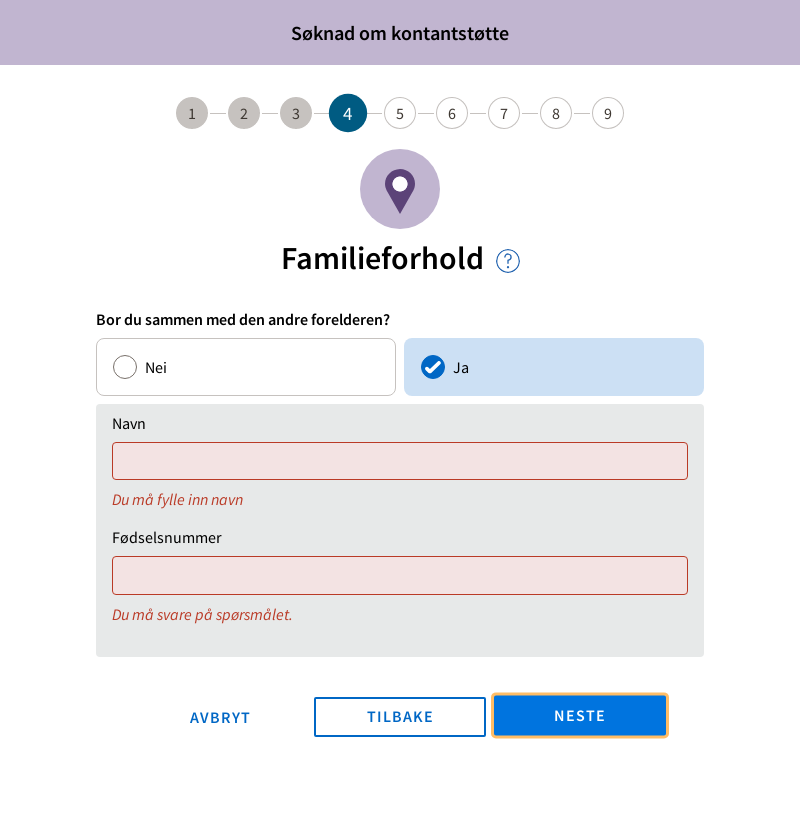 Søknad om kontantstøtte
1 2 3 4 5 6 7 8 9
Familieforhold ?
Bor du sammen med den andre forelderen?
Nei Ja
Navn
Du må fylle inn navn
Fødselsnummer
Du må svare på spørsmålet.
AVBRYT TILBAKE NESTE